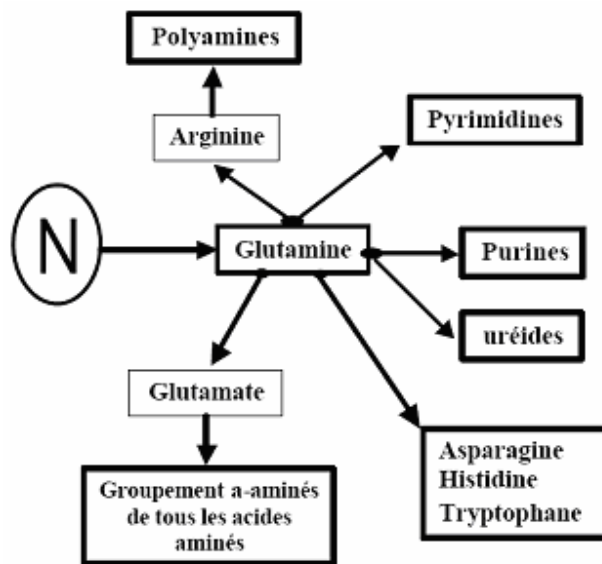 Polyamines
Arginine
Pyrimidines
N
Glutamine
Purines
uréides
Glutamate
Asparagine
Histidine
Tryptophane
Groupement a-aminés
de tous les acides
aminés